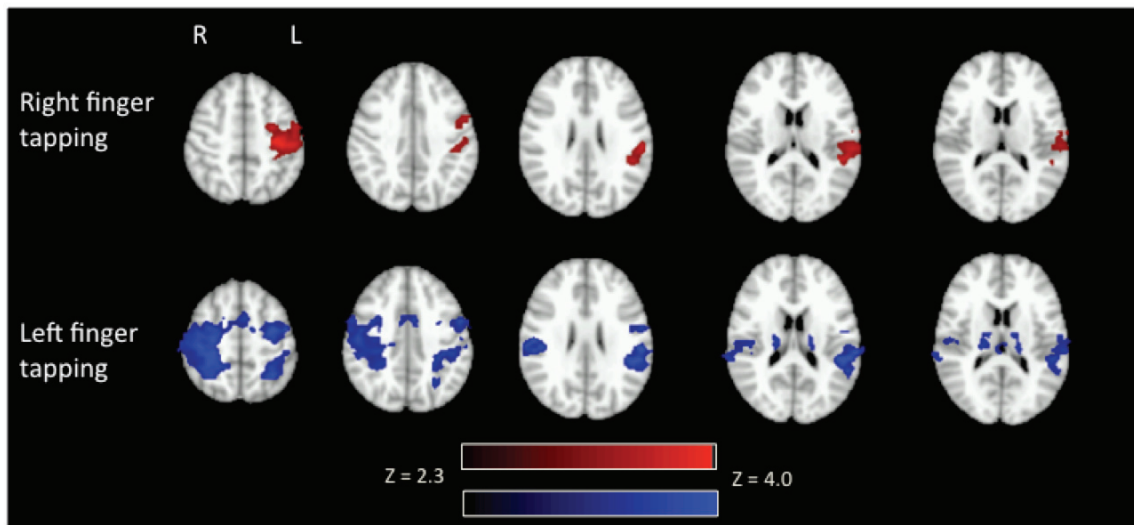 R L
Right finger
tapping
Left finger
tapping
Z = 2.3
Z = 4.0